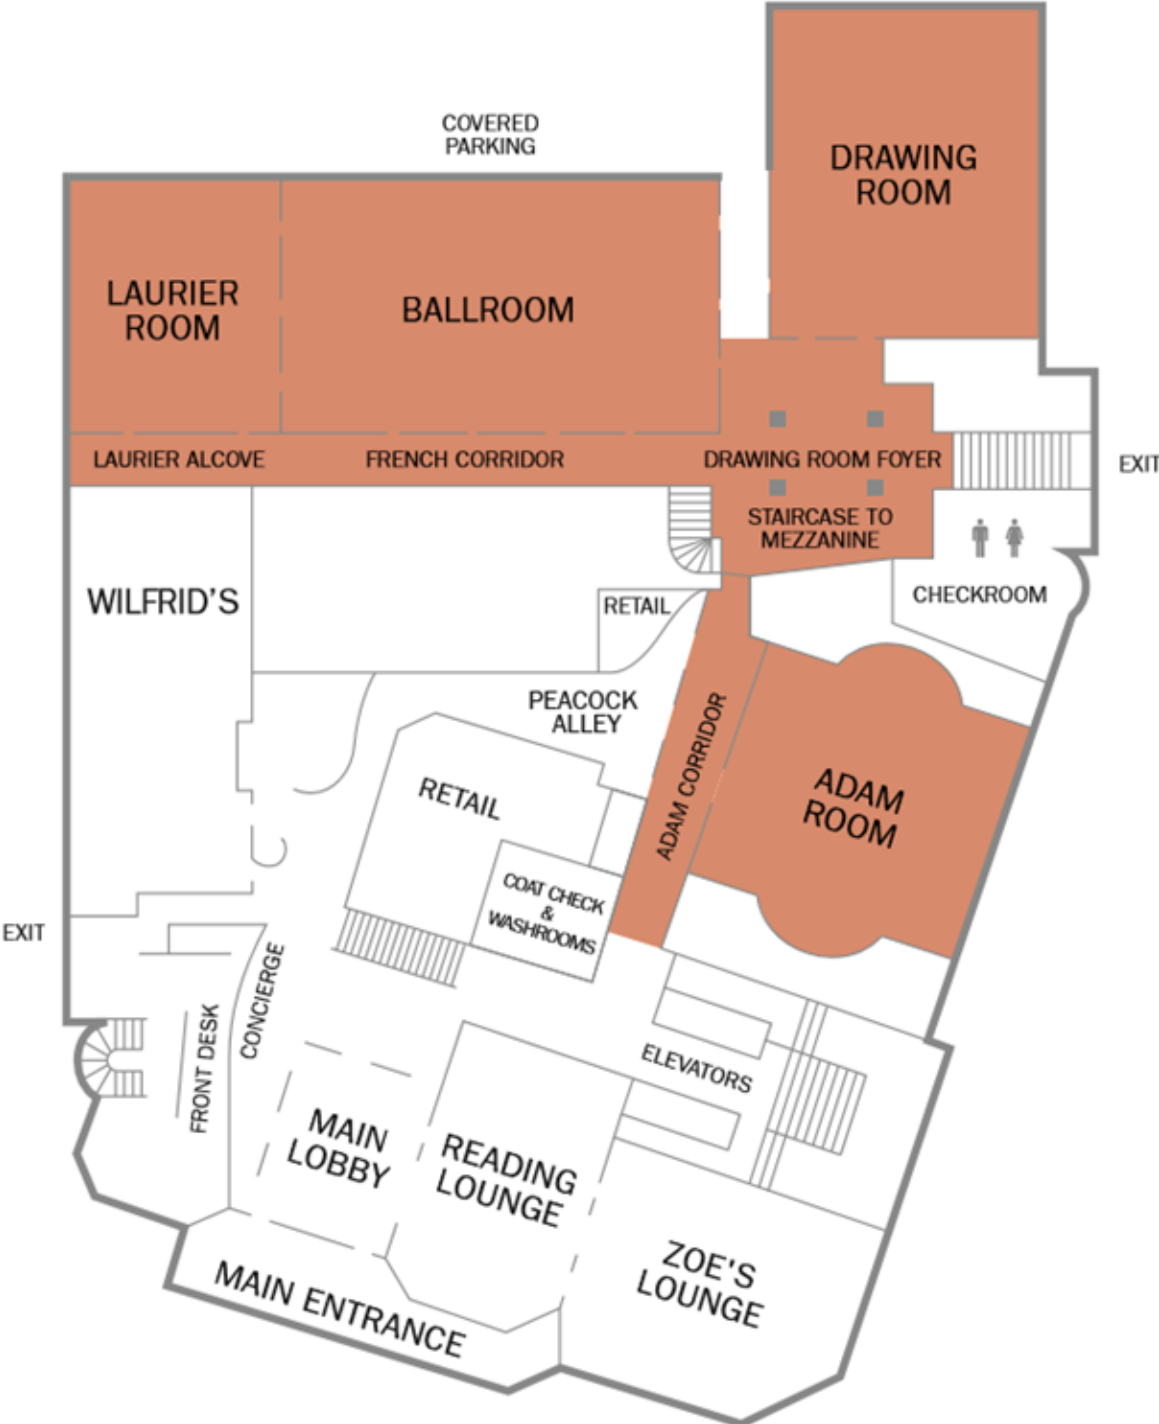 COVERED
PARKING
DRAWING
ROOM
LAURIER
ROOM
BALLROOM
LAURIER ALCOVE
FRENCH CORRIDOR
DRAWING ROOM FOYER
EXIT
STAIRCASE TO
MEZZANINE
WILFRID'S
RETAIL
CHECKROOM
PEACOCK
ALLEY
ADAM CORRIDOR
ADAM
ROOM
RETAIL
COAT CHECK
&
WASHROOMS
EXIT
CONCIERGE
FRONT DESK
ELEVATORS
MAIN
LOBBY
READING
LOUNGE
ZOE'S
LOUNGE
MAIN ENTRANCE